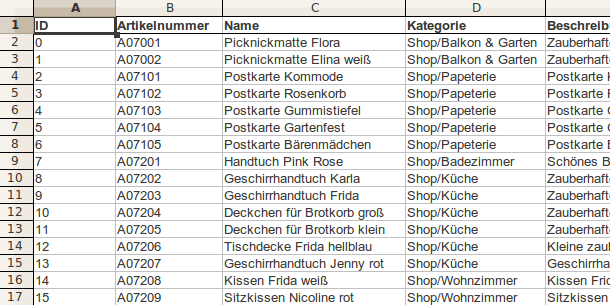 A B C D
1 ID Artikelnummer Name Kategorie Beschreib
2 0 A07001 Picknickmatte Flora Shop/Balkon & Garten Zauberhaft
3 1 A07002 Picknickmatte Elina weiß Shop/Balkon & Garten Zauberhaft
4 2 A07101 Postkarte Kommode Shop/Papeterie Postkarte K
5 3 A07102 Postkarte Rosenkorb Shop/Papeterie Postkarte R
6 4 A07103 Postkarte Gummistiefel Shop/Papeterie Postkarte G
7 5 A07104 Postkarte Gartenfest Shop/Papeterie Postkarte G
8 6 A07105 Postkarte Bärenmädchen Shop/Papeterie Postkarte B
9 7 A07201 Handtuch Pink Rose Shop/Badezimmer Schönes B
10 8 A07202 Geschirrhandtuch Karla Shop/Küche Zauberhaft
11 9 A07203 Geschirrhandtuch Frida Shop/Küche Zauberhaft
12 10 A07204 Deckchen für Brotkorb groß Shop/Küche Zauberhaft
13 11 A07205 Deckchen für Brotkorb klein Shop/Küche Zauberhaft
14 12 A07206 Tischdecke Frida hellblau Shop/Küche Kleine zaul
15 13 A07207 Geschirrhandtuch Jenny rot Shop/Küche Geschirrha
16 14 A07208 Kissen Frida weiß Shop/Wohnzimmer Kissen Fri
17 15 A07209 Sitzkissen Nicoline rot Shop/Wohnzimmer Sitzkissen